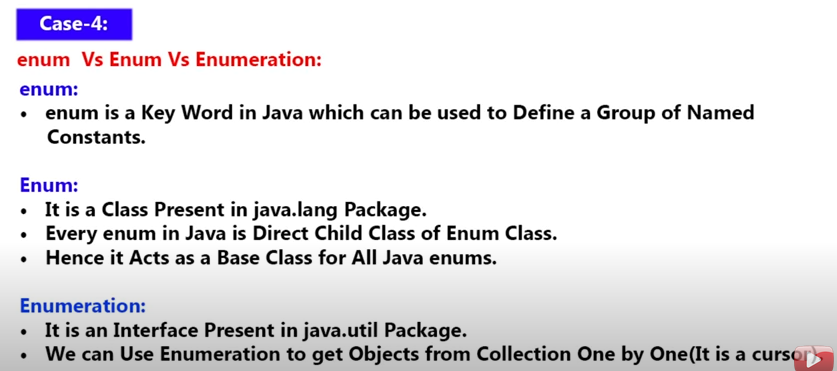 Case-4:
enum Vs Enum Vs Enumeration:
enum:
• enum is a Key Word in Java which can be used to Define a Group of Named
Constants.
Enum:
• It is a Class Present in java.lang Package.
• Every enum in Java is Direct Child Class of Enum Class.
• Hence it Acts as a Base Class for All Java enums.
Enumeration:
• It is an Interface Present in java.util Package.
• We can Use Enumeration to get Objects from Collection One by One(It is a cursor).